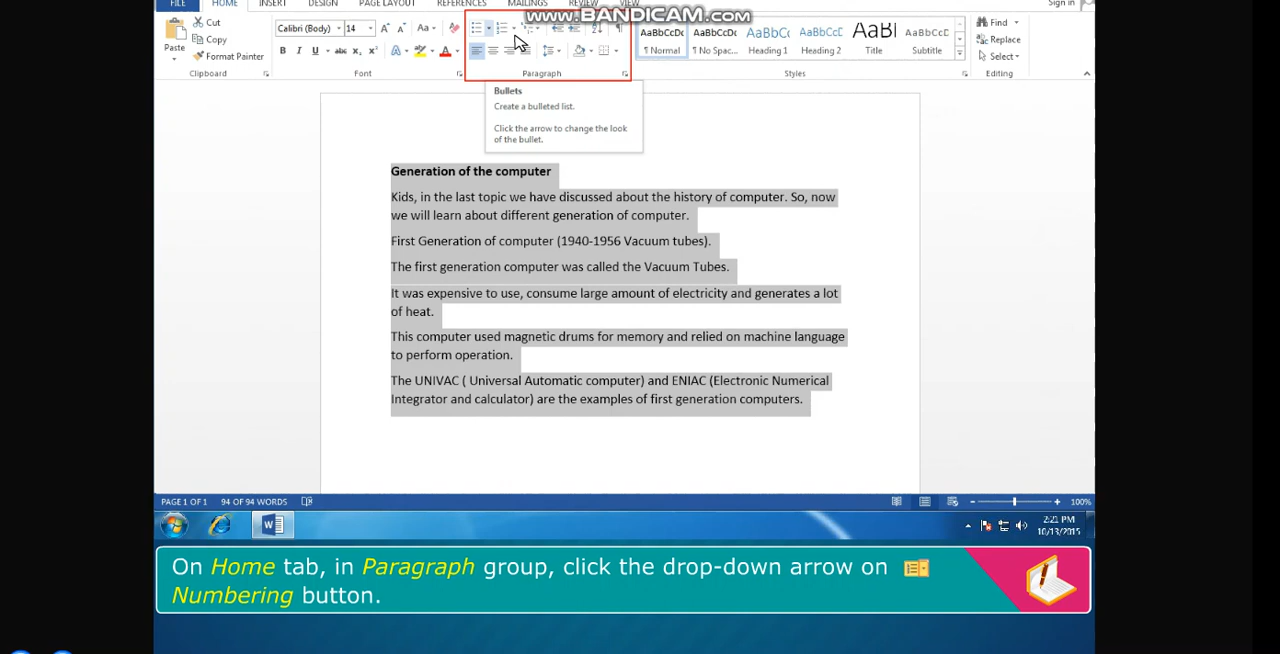 FILE HOME INSERT DESIGN PAGE LAYOUT REFERENCES MAILINGS REVIEW VIEW Sign in
www.BANDICAM.com
Cut
Copy
Paste
Format Painter
Calibri (Body) 14
Aa
B I U abc X₂ X² A A
AaBbCcDc AaBbCcDc AaBbCc AaBbCcD AaBl AaBbCcD
¶ Normal ¶ No Spac... Heading 1 Heading 2 Title Subtitle
Find
Replace
Select
Clipboard Font Paragraph Styles Editing
Bullets
Create a bulleted list.
Click the arrow to change the look
of the bullet.
Generation of the computer
Kids, in the last topic we have discussed about the history of computer. So, now
we will learn about different generation of computer.
First Generation of computer (1940-1956 Vacuum tubes).
The first generation computer was called the Vacuum Tubes.
It was expensive to use, consume large amount of electricity and generates a lot
of heat.
This computer used magnetic drums for memory and relied on machine language
to perform operation.
The UNIVAC ( Universal Automatic computer) and ENIAC (Electronic Numerical
Integrator and calculator) are the examples of first generation computers.
PAGE 1 OF 1 94 OF 94 WORDS 100%
2:21 PM
10/13/2015
On Home tab, in Paragraph group, click the drop-down arrow on
Numbering button.